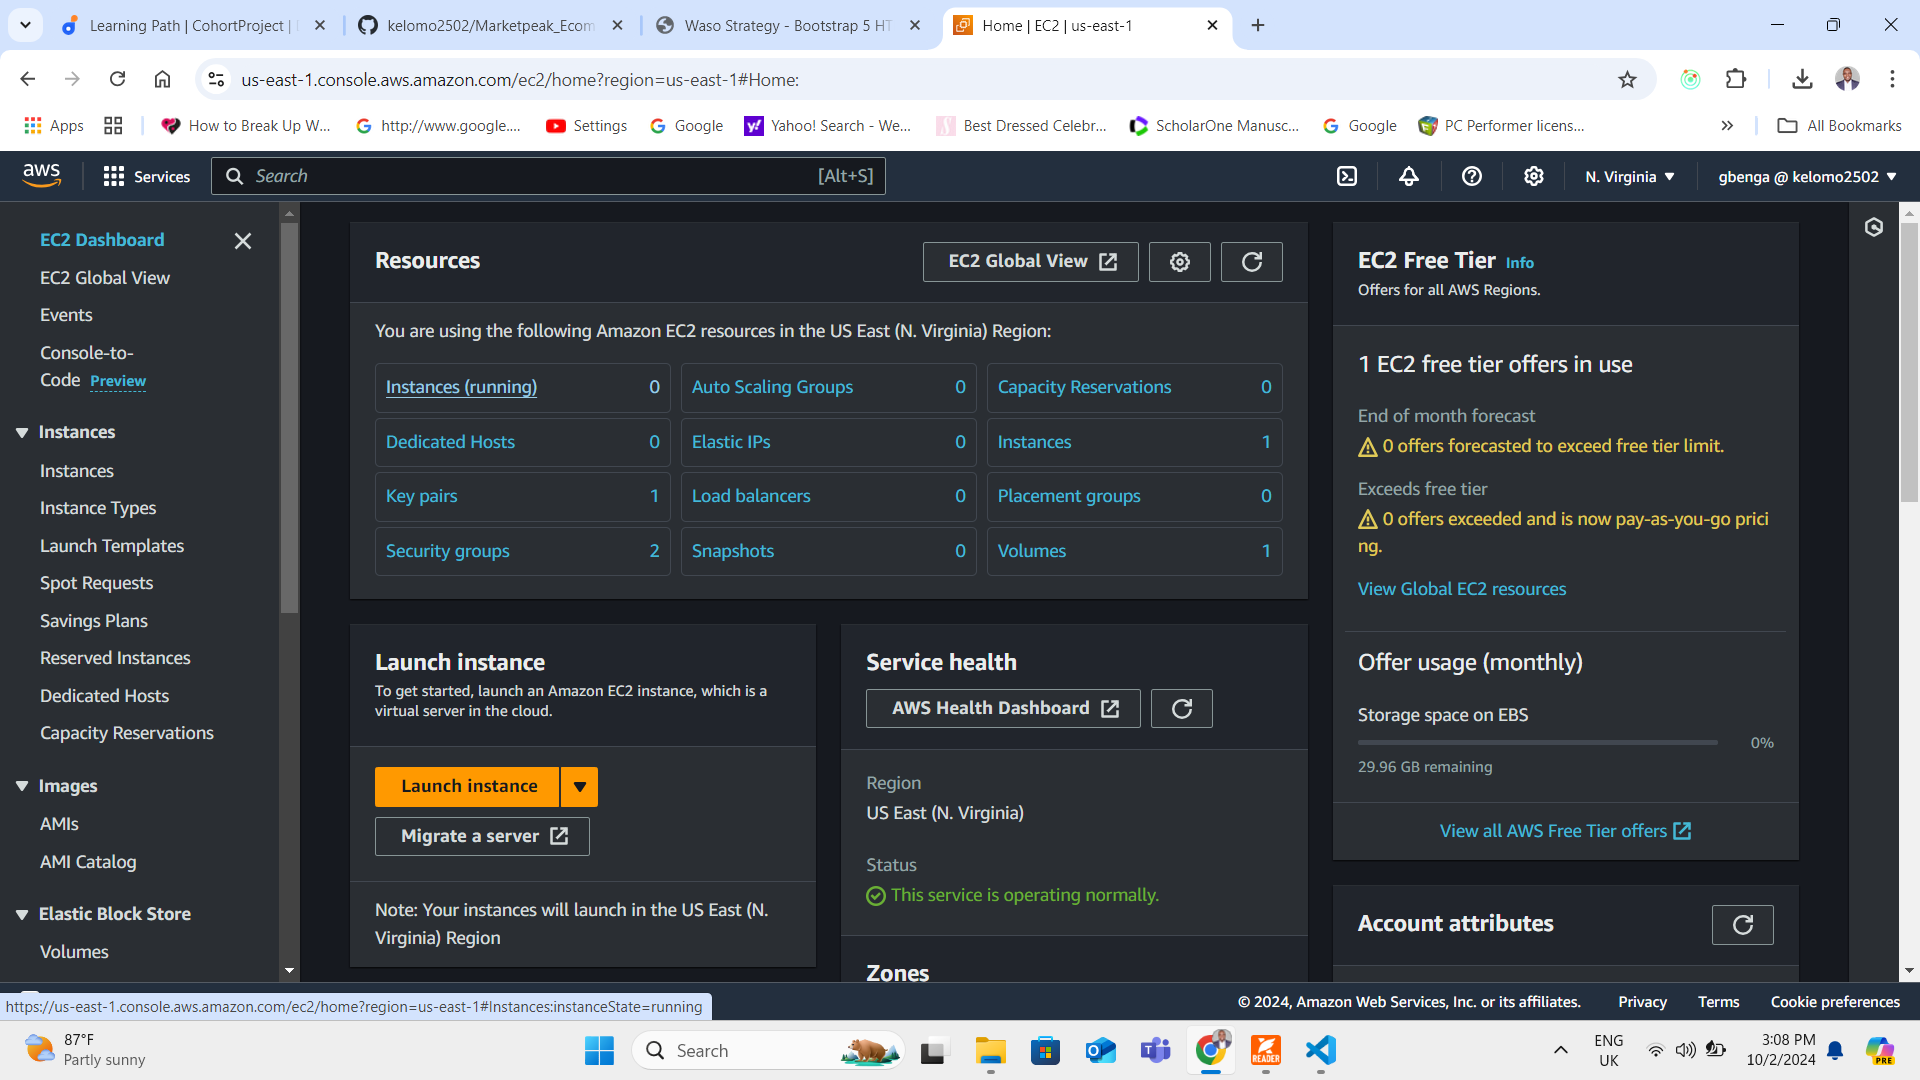 Learning Path | CohortProject |
kelomo2502/Marketpeak_Ecom
Waso Strategy - Bootstrap 5 HT
Home | EC2 | us-east-1
us-east-1.console.aws.amazon.com/ec2/home?region=us-east-1#Home:
Apps
How to Break Up W...
http://www.google....
Settings
Google
Yahoo! Search - We...
Best Dressed Celebr...
ScholarOne Manusc...
Google
PC Performer licens...
All Bookmarks
aws
Services
Search
[Alt+S]
N. Virginia
gbenga @ kelomo2502
EC2 Dashboard
EC2 Global View
Events
Console-to-
Code Preview
Instances
Instances
Instance Types
Launch Templates
Spot Requests
Savings Plans
Reserved Instances
Dedicated Hosts
Capacity Reservations
Images
AMIs
AMI Catalog
Elastic Block Store
Volumes
Resources
EC2 Global View
You are using the following Amazon EC2 resources in the US East (N. Virginia) Region:
Instances (running) 0
Auto Scaling Groups 0
Capacity Reservations 0
Dedicated Hosts 0
Elastic IPs 0
Instances 1
Key pairs 1
Load balancers 0
Placement groups 0
Security groups 2
Snapshots 0
Volumes 1
Launch instance
To get started, launch an Amazon EC2 instance, which is a
virtual server in the cloud.
Launch instance
Migrate a server
Note: Your instances will launch in the US East (N.
Virginia) Region
Service health
AWS Health Dashboard
Region
US East (N. Virginia)
Status
This service is operating normally.
Zones
EC2 Free Tier Info
Offers for all AWS Regions.
1 EC2 free tier offers in use
End of month forecast
0 offers forecasted to exceed free tier limit.
Exceeds free tier
0 offers exceeded and is now pay-as-you-go prici
ng.
View Global EC2 resources
Offer usage (monthly)
Storage space on EBS
0%
29.96 GB remaining
View all AWS Free Tier offers
Account attributes
https://us-east-1.console.aws.amazon.com/ec2/home?region=us-east-1#Instances:instanceState=running
© 2024, Amazon Web Services, Inc. or its affiliates.
Privacy
Terms
Cookie preferences
87°F
Partly sunny
Search
READER
ENG
UK
3:08 PM
10/2/2024
PRE